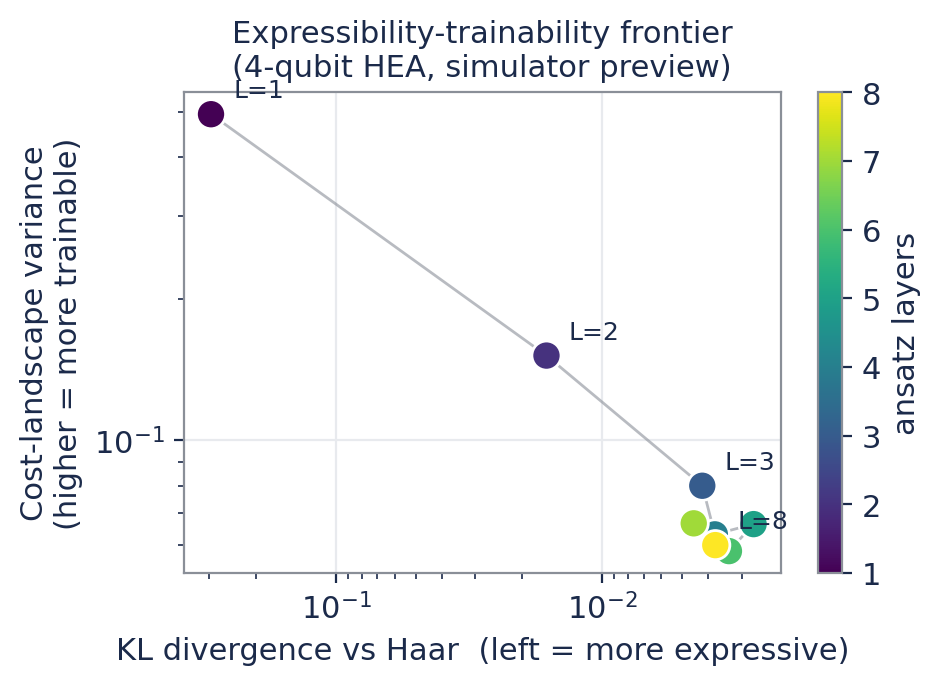 Expressibility-trainability frontier
(4-qubit HEA, simulator preview)
L=1
L=2
L=3
L=8
Cost-landscape variance
(higher = more trainable)
10⁻¹
10⁻¹
10⁻²
KL divergence vs Haar  (left = more expressive)
8
7
6
5
4
3
2
1
ansatz layers